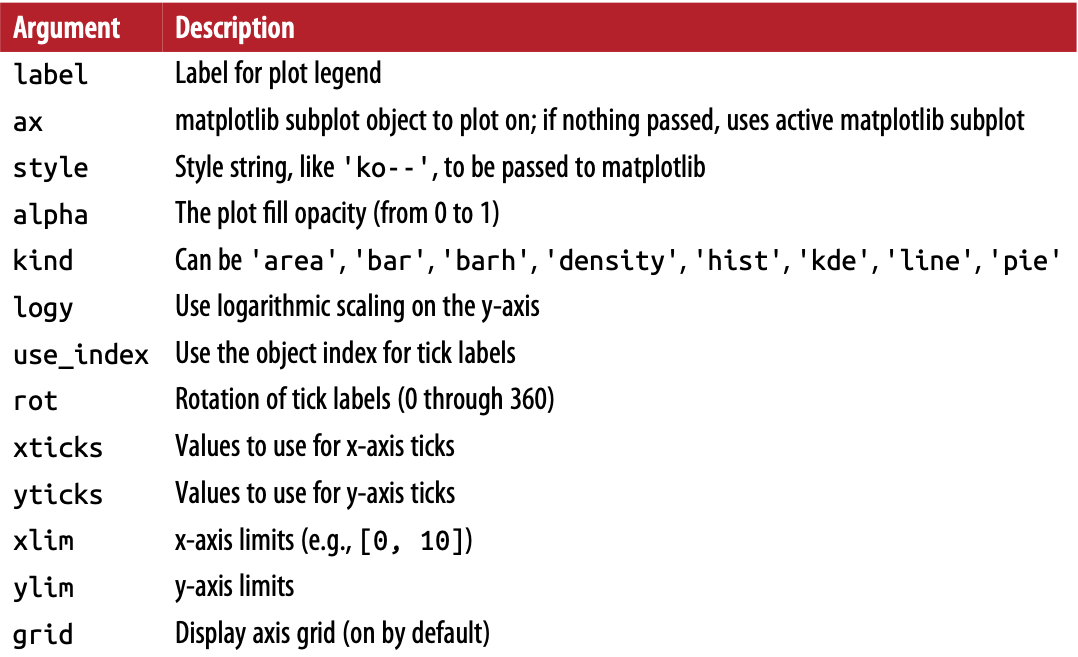 Argument Description
label Label for plot legend
ax matplotlib subplot object to plot on; if nothing passed, uses active matplotlib subplot
style Style string, like 'ko--', to be passed to matplotlib
alpha The plot fill opacity (from 0 to 1)
kind Can be 'area', 'bar', 'barh', 'density', 'hist', 'kde', 'line', 'pie'
logy Use logarithmic scaling on the y-axis
use_index Use the object index for tick labels
rot Rotation of tick labels (0 through 360)
xticks Values to use for x-axis ticks
yticks Values to use for y-axis ticks
xlim x-axis limits (e.g., [0, 10])
ylim y-axis limits
grid Display axis grid (on by default)